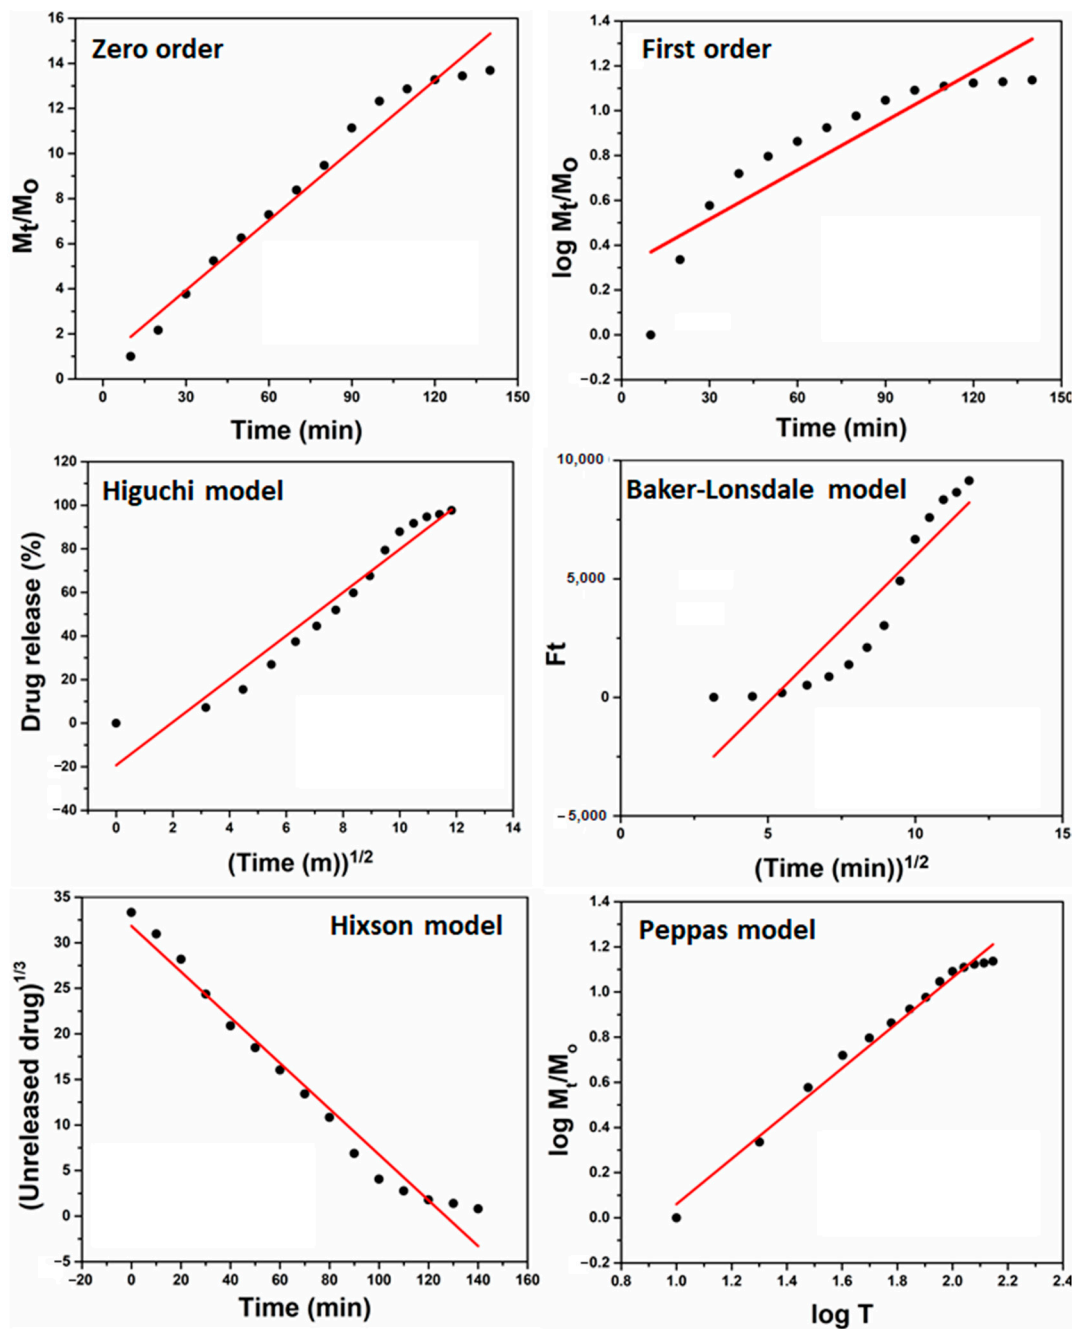 Zero order
M_t/M_O
16
14
12
10
8
6
4
2
0
0 30 60 90 120 150
Time (min)
First order
log M_t/M_O
1.4
1.2
1.0
0.8
0.6
0.4
0.2
0.0
−0.2
0 30 60 90 120 150
Time (min)
Higuchi model
Drug release (%)
120
100
80
60
40
20
0
−20
−40
0 2 4 6 8 10 12 14
(Time (m))^1/2
Baker-Lonsdale model
Ft
10,000
5,000
0
−5,000
0 5 10 15
(Time (min))^1/2
Hixson model
(Unreleased drug)^1/3
35
30
25
20
15
10
5
0
−5
−20 0 20 40 60 80 100 120 140 160
Time (min)
Peppas model
log M_t/M_o
1.4
1.2
1.0
0.8
0.6
0.4
0.2
0.0
−0.2
0.8 1.0 1.2 1.4 1.6 1.8 2.0 2.2 2.4
log T